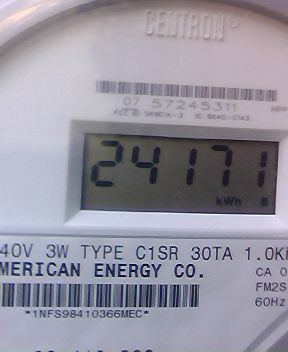 CENTRON®
07 57245311
24171
kWh
40V 3W TYPE C1SR 30TA 1.0K
MERICAN ENERGY CO.
CA 0
FM2S
60Hz
*1NFS98410366MEC*